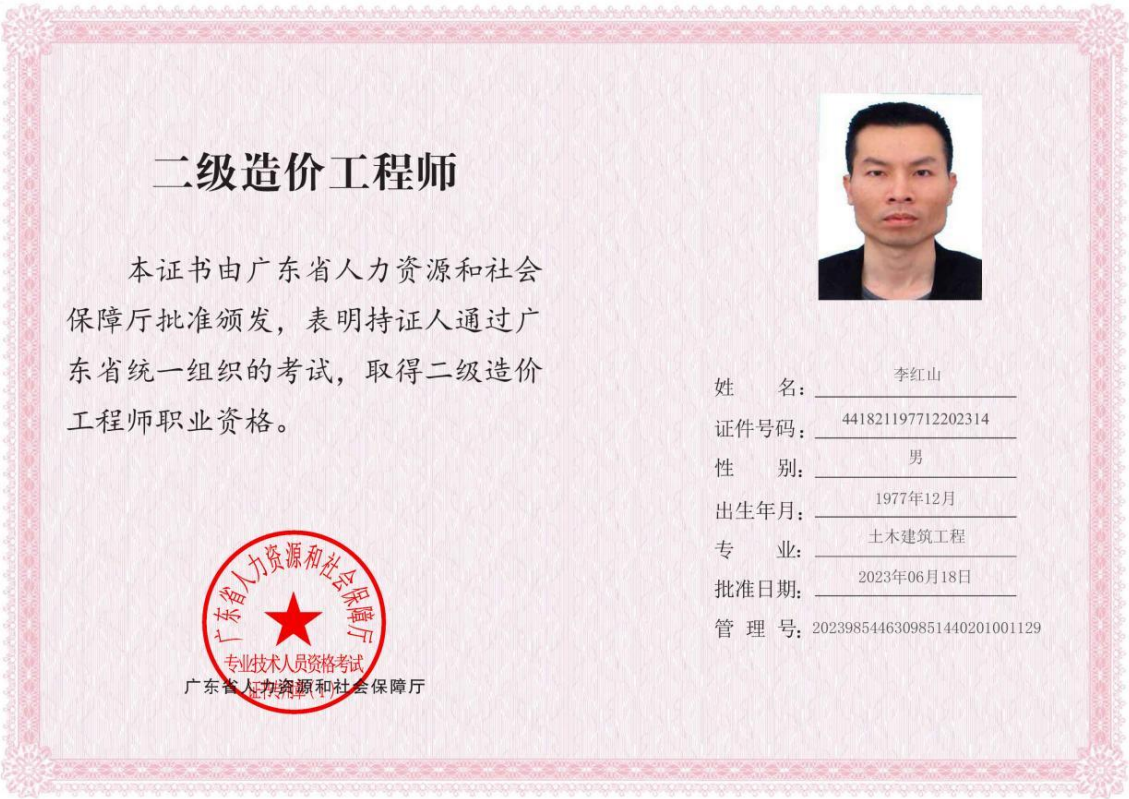 二级造价工程师
本证书由广东省人力资源和社会
保障厅批准颁发，表明持证人通过广
东省统一组织的考试，取得二级造价
工程师职业资格。
姓 名：李红山
证件号码：441821197712202314
性 别：男
出生年月：1977年12月
专 业：土木建筑工程
批准日期：2023年06月18日
管 理 号：20239854463098514402010011​29
广东省人力资源和社会保障厅
专业技术人员资格考试
证书专用章(1)
广东省人力资源和社会保障厅